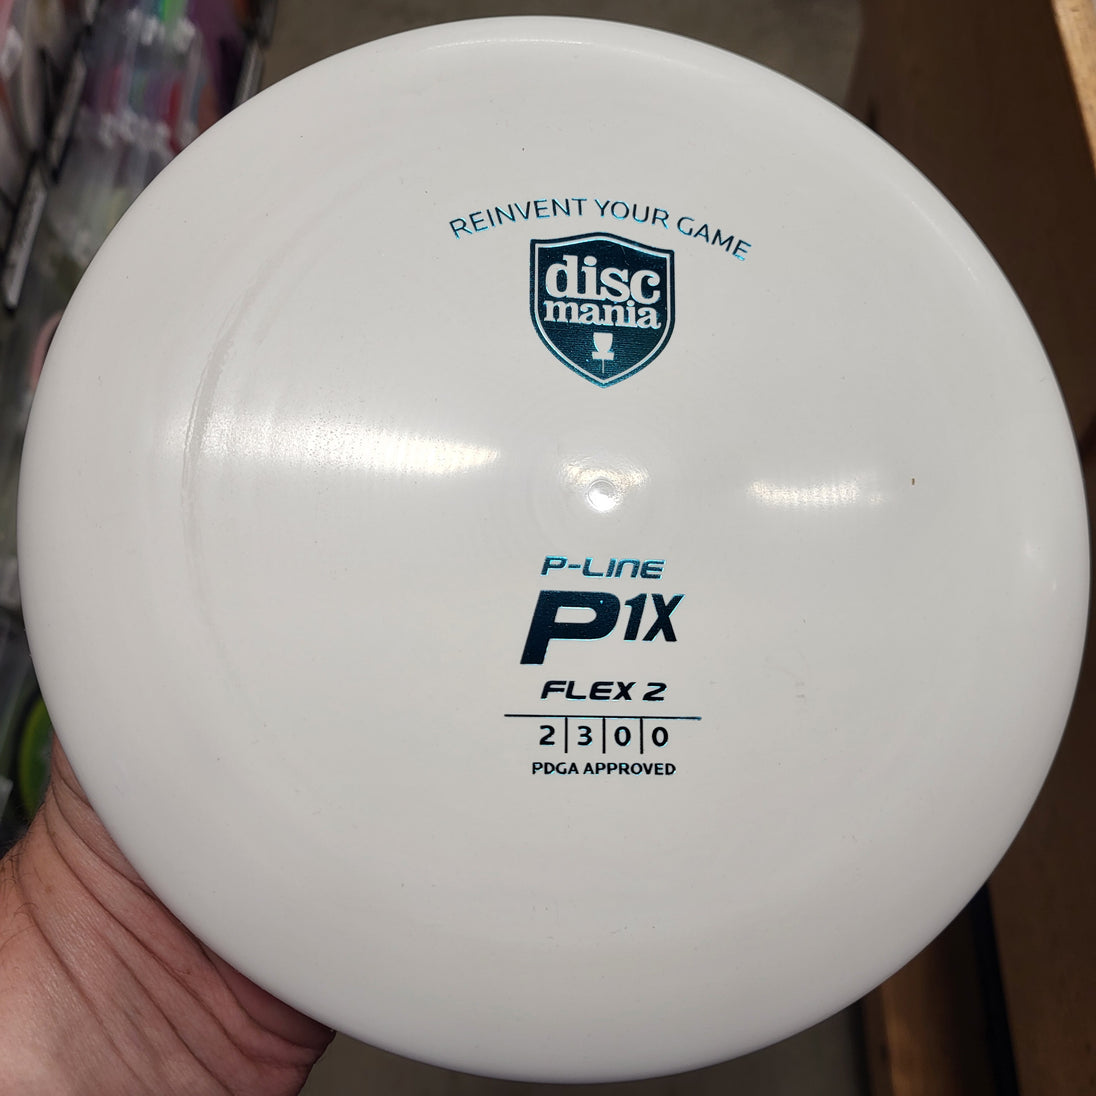 REINVENT YOUR GAME
disc
mania
P-LINE
P1X
FLEX 2
2|3|0|0
PDGA APPROVED